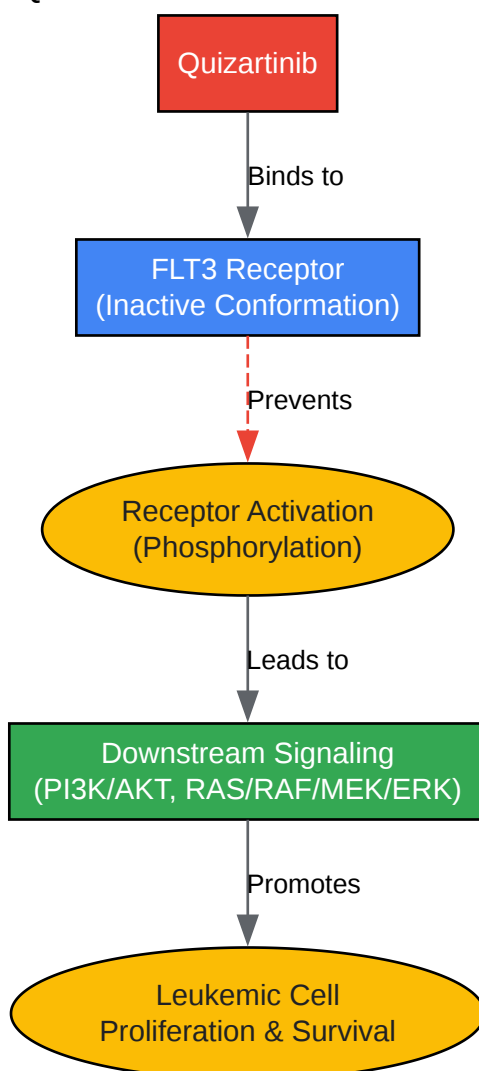 Quizartinib
Binds to
FLT3 Receptor
(Inactive Conformation)
Prevents
Receptor Activation
(Phosphorylation)
Leads to
Downstream Signaling
(PI3K/AKT, RAS/RAF/MEK/ERK)
Promotes
Leukemic Cell
Proliferation & Survival